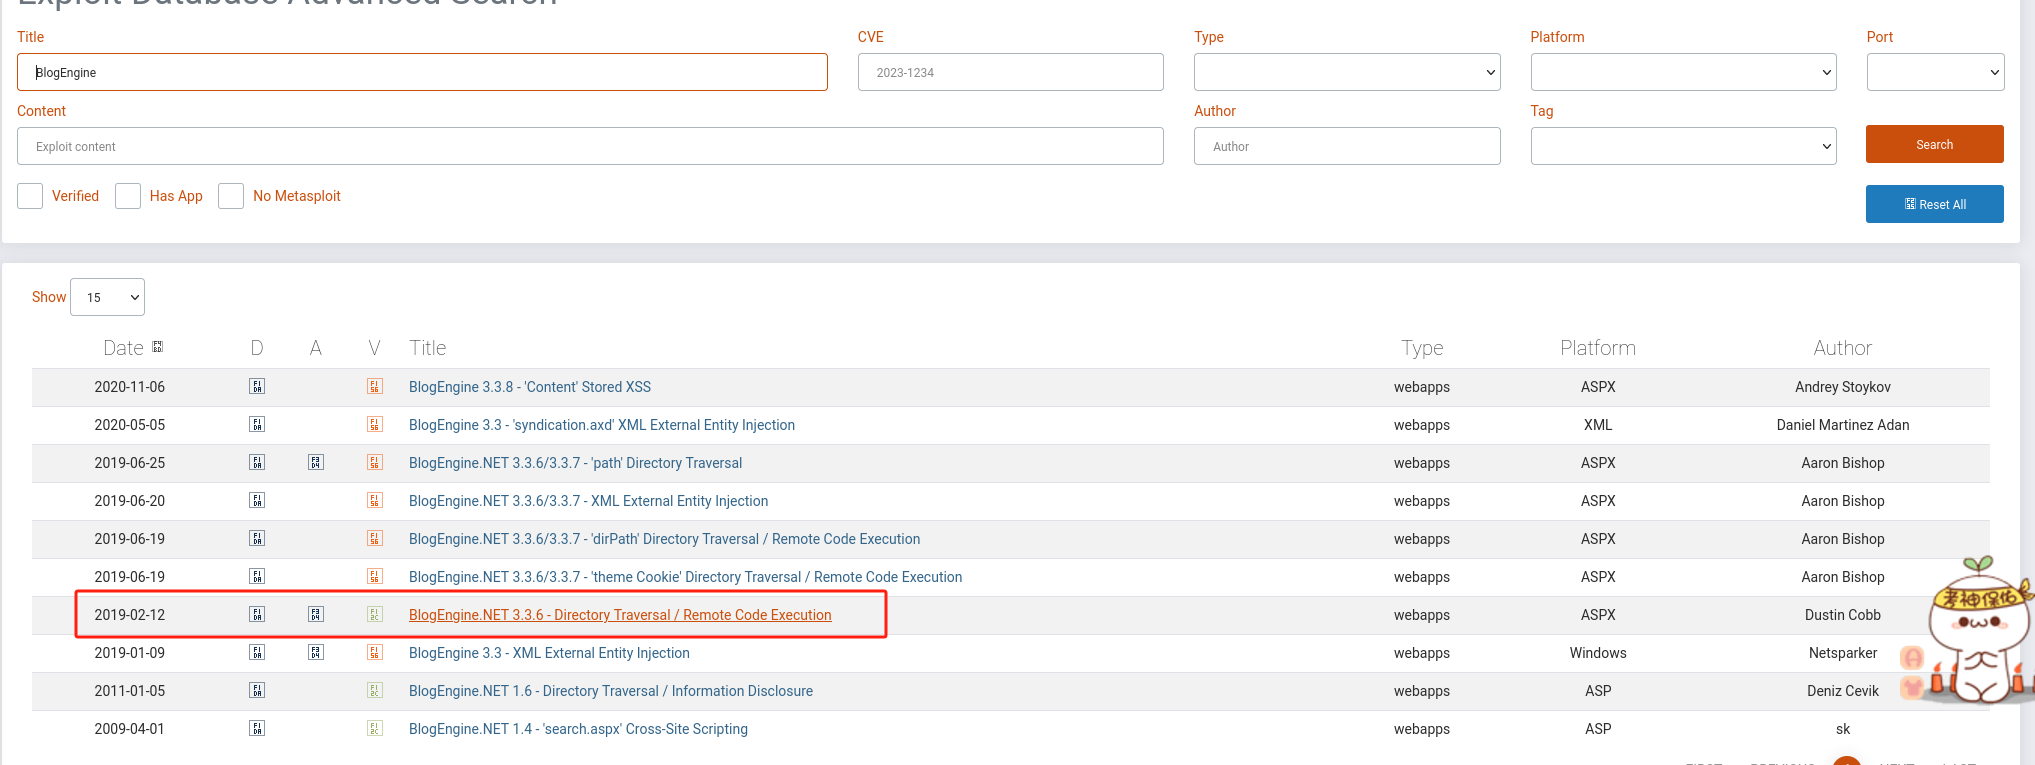 Exploit Database Advanced Search
Title CVE Type Platform Port
BlogEngine 2023-1234
Content Author Tag
Exploit content Author Search
Verified Has App No Metasploit Reset All
Show 15
Date D A V Title Type Platform Author
2020-11-06 BlogEngine 3.3.8 - 'Content' Stored XSS webapps ASPX Andrey Stoykov
2020-05-05 BlogEngine 3.3 - 'syndication.axd' XML External Entity Injection webapps XML Daniel Martinez Adan
2019-06-25 BlogEngine.NET 3.3.6/3.3.7 - 'path' Directory Traversal webapps ASPX Aaron Bishop
2019-06-20 BlogEngine.NET 3.3.6/3.3.7 - XML External Entity Injection webapps ASPX Aaron Bishop
2019-06-19 BlogEngine.NET 3.3.6/3.3.7 - 'dirPath' Directory Traversal / Remote Code Execution webapps ASPX Aaron Bishop
2019-06-19 BlogEngine.NET 3.3.6/3.3.7 - 'theme Cookie' Directory Traversal / Remote Code Execution webapps ASPX Aaron Bishop
2019-02-12 BlogEngine.NET 3.3.6 - Directory Traversal / Remote Code Execution webapps ASPX Dustin Cobb
考神保佑
2019-01-09 BlogEngine 3.3 - XML External Entity Injection webapps Windows Netsparker
2011-01-05 BlogEngine.NET 1.6 - Directory Traversal / Information Disclosure webapps ASP Deniz Cevik
2009-04-01 BlogEngine.NET 1.4 - 'search.aspx' Cross-Site Scripting webapps ASP sk